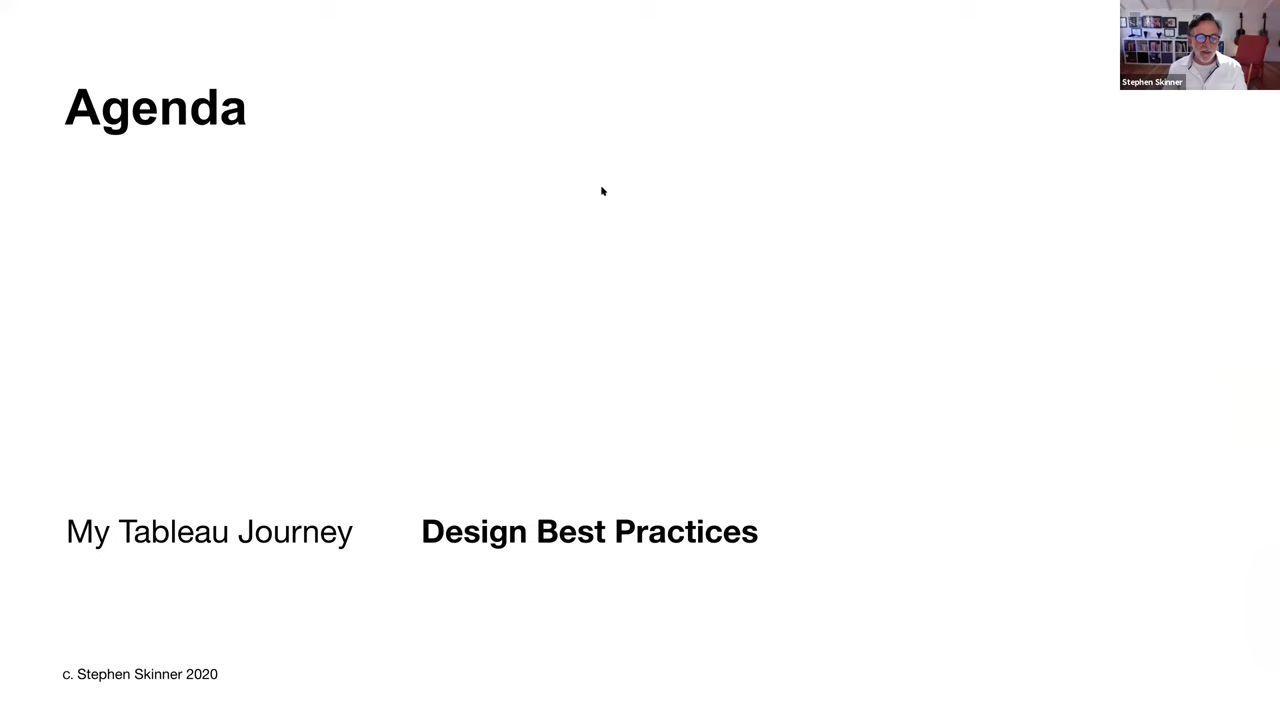 Stephen Skinner
Agenda
My Tableau Journey Design Best Practices
c. Stephen Skinner 2020